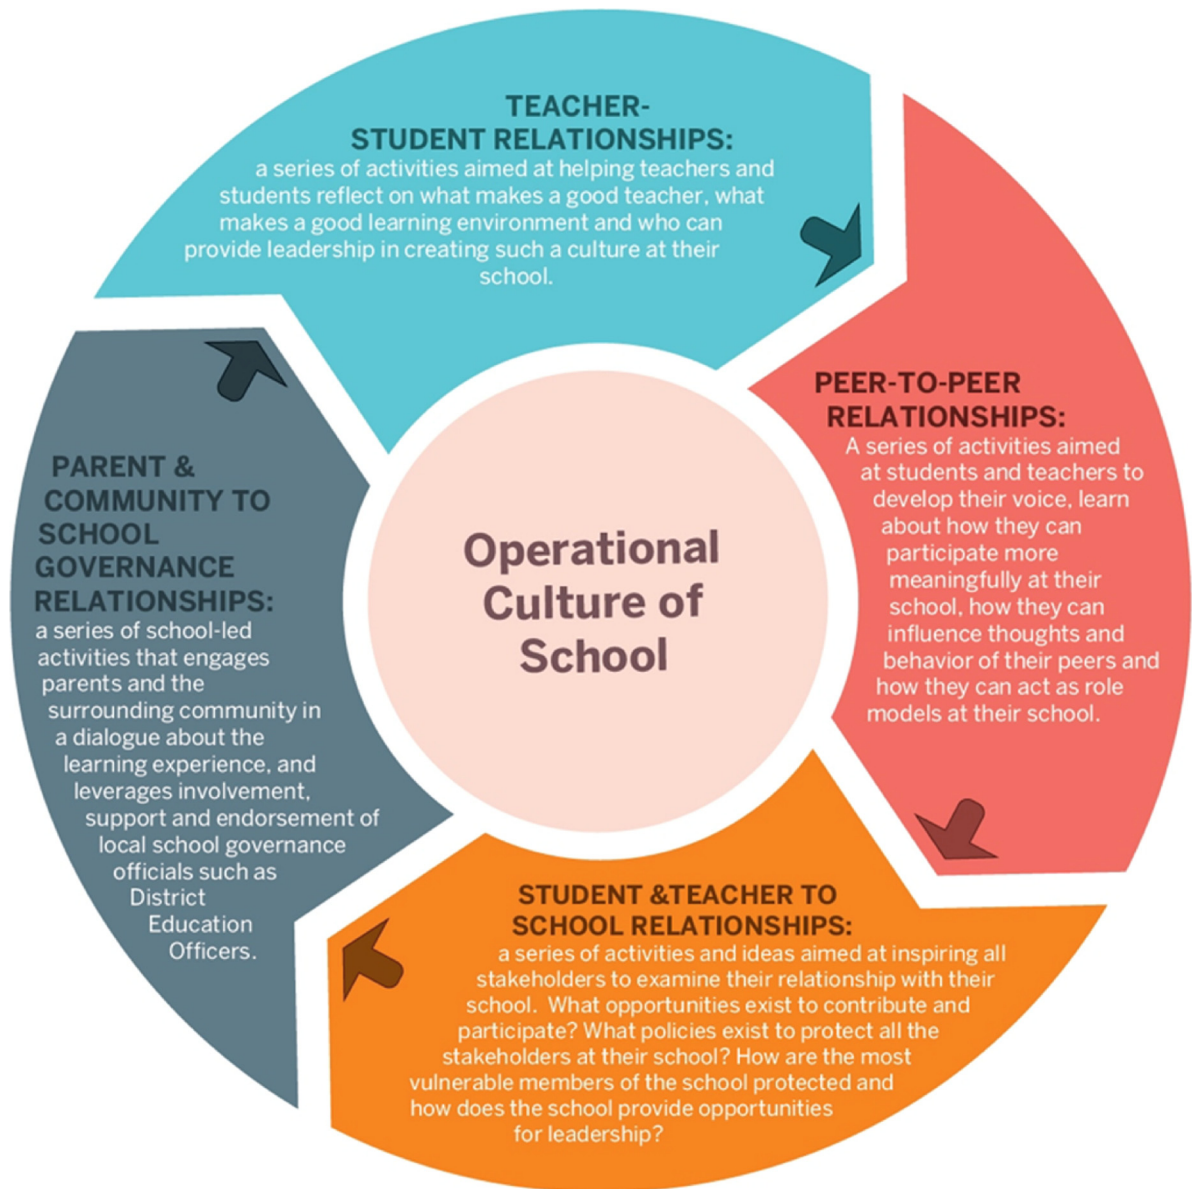 TEACHER-
STUDENT RELATIONSHIPS:
a series of activities aimed at helping teachers and
students reflect on what makes a good teacher, what
makes a good learning environment and who can
provide leadership in creating such a culture at their
school.
PEER-TO-PEER
RELATIONSHIPS:
A series of activities aimed
at students and teachers to
develop their voice, learn
about how they can
participate more
meaningfully at their
school, how they can
influence thoughts and
behavior of their peers and
how they can act as role
models at their school.
STUDENT &TEACHER TO
SCHOOL RELATIONSHIPS:
a series of activities and ideas aimed at inspiring all
stakeholders to examine their relationship with their
school. What opportunities exist to contribute and
participate? What policies exist to protect all the
stakeholders at their school? How are the most
vulnerable members of the school protected and
how does the school provide opportunities
for leadership?
PARENT &
COMMUNITY TO
SCHOOL
GOVERNANCE
RELATIONSHIPS:
a series of school-led
activities that engages
parents and the
surrounding community in
a dialogue about the
learning experience, and
leverages involvement,
support and endorsement of
local school governance
officials such as
District
Education
Officers.
Operational
Culture of
School